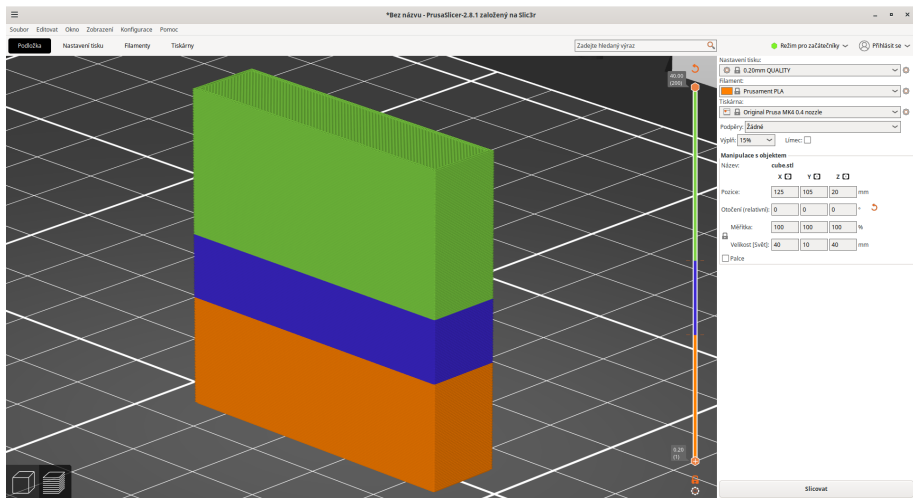 *Bez názvu - PrusaSlicer-2.8.1 založený na Slic3r
Soubor Editovat Okno Zobrazení Konfigurace Pomoc
Podložka Nastavení tisku Filamenty Tiskárny Zadejte hledaný výraz Režim pro začátečníky Přihlásit se
Nastavení tisku:
0.20mm QUALITY
Filament:
Prusament PLA
Tiskárna:
Original Prusa MK4 0.4 nozzle
Podpěry: Žádné
Výplň: 15% Límec:
Manipulace s objektem
Název: cube.stl
X Y Z
Pozice: 125 105 20 mm
Otočení (relativní): 0 0 0 °
Měřítka: 100 100 100 %
Velikost [Svět]: 40 10 40 mm
Palce
40.00
(200)
0.20
(1)
Slicovat